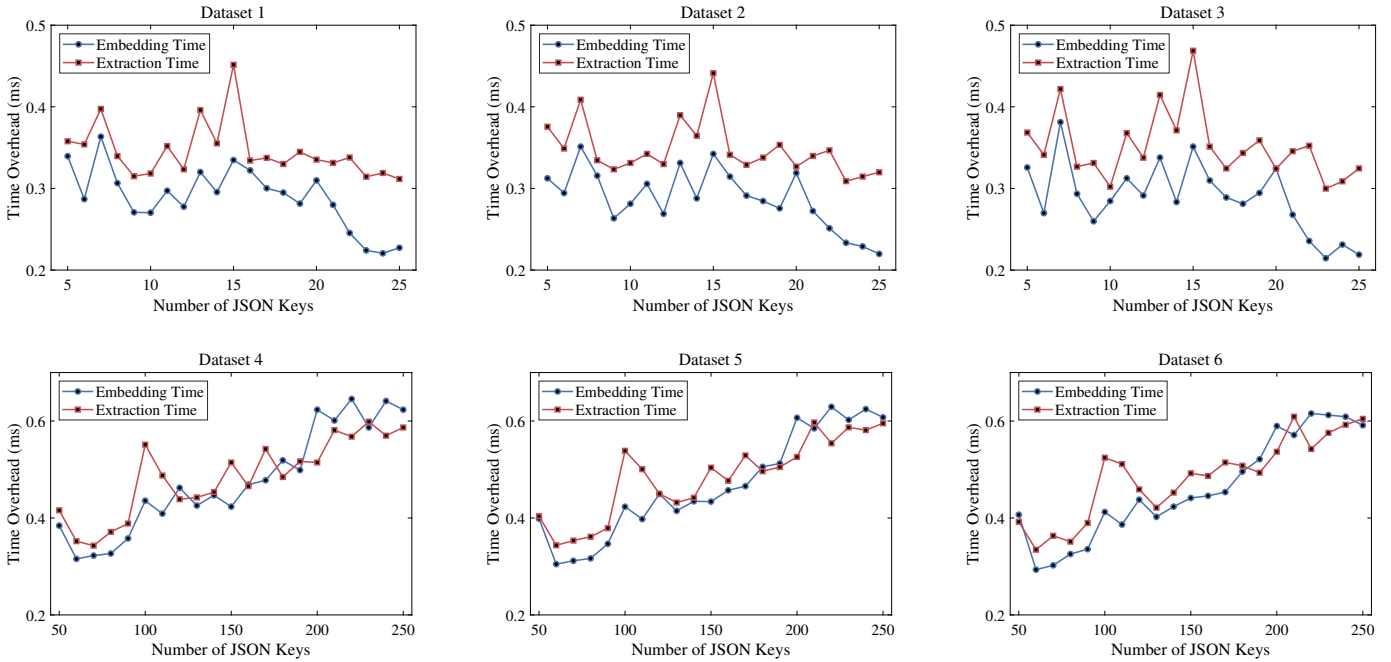 Dataset 1
0.5
0.4
0.3
0.2
Time Overhead (ms)
Embedding Time
Extraction Time
5
10
15
20
25
Number of JSON Keys
Dataset 2
0.5
0.4
0.3
0.2
Time Overhead (ms)
Embedding Time
Extraction Time
5
10
15
20
25
Number of JSON Keys
Dataset 3
0.5
0.4
0.3
0.2
Time Overhead (ms)
Embedding Time
Extraction Time
5
10
15
20
25
Number of JSON Keys
Dataset 4
0.6
0.4
0.2
Time Overhead (ms)
Embedding Time
Extraction Time
50
100
150
200
250
Number of JSON Keys
Dataset 5
0.6
0.4
0.2
Time Overhead (ms)
Embedding Time
Extraction Time
50
100
150
200
250
Number of JSON Keys
Dataset 6
0.6
0.4
0.2
Time Overhead (ms)
Embedding Time
Extraction Time
50
100
150
200
250
Number of JSON Keys